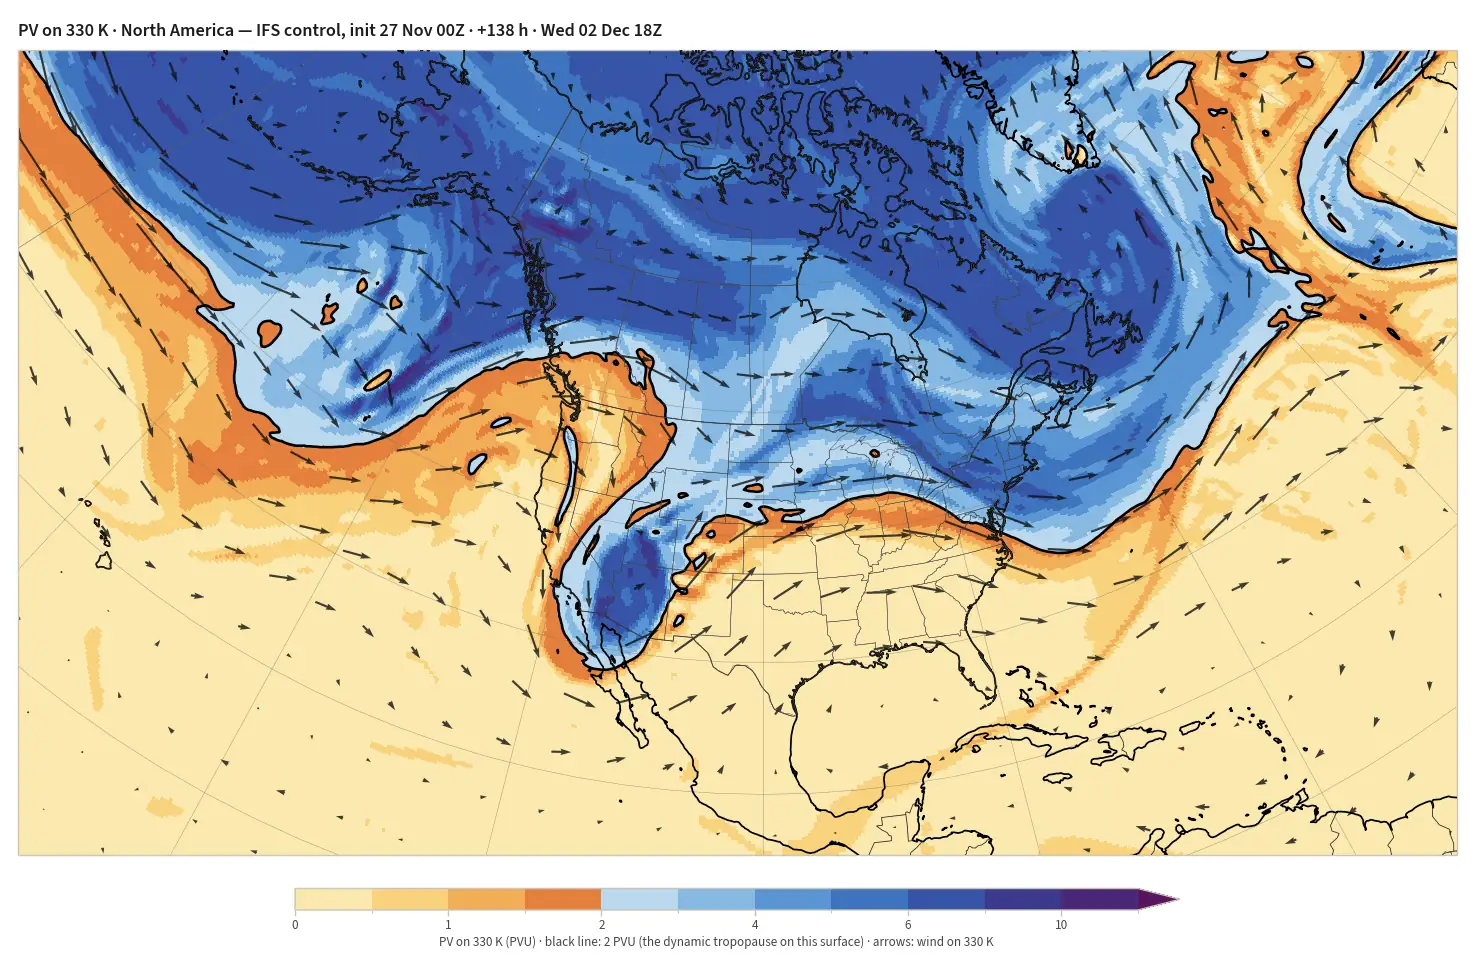 PV on 330 K · North America — IFS control, init 27 Nov 00Z · +138 h · Wed 02 Dec 18Z
0 1 2 4 6 10
PV on 330 K (PVU) · black line: 2 PVU (the dynamic tropopause on this surface) · arrows: wind on 330 K